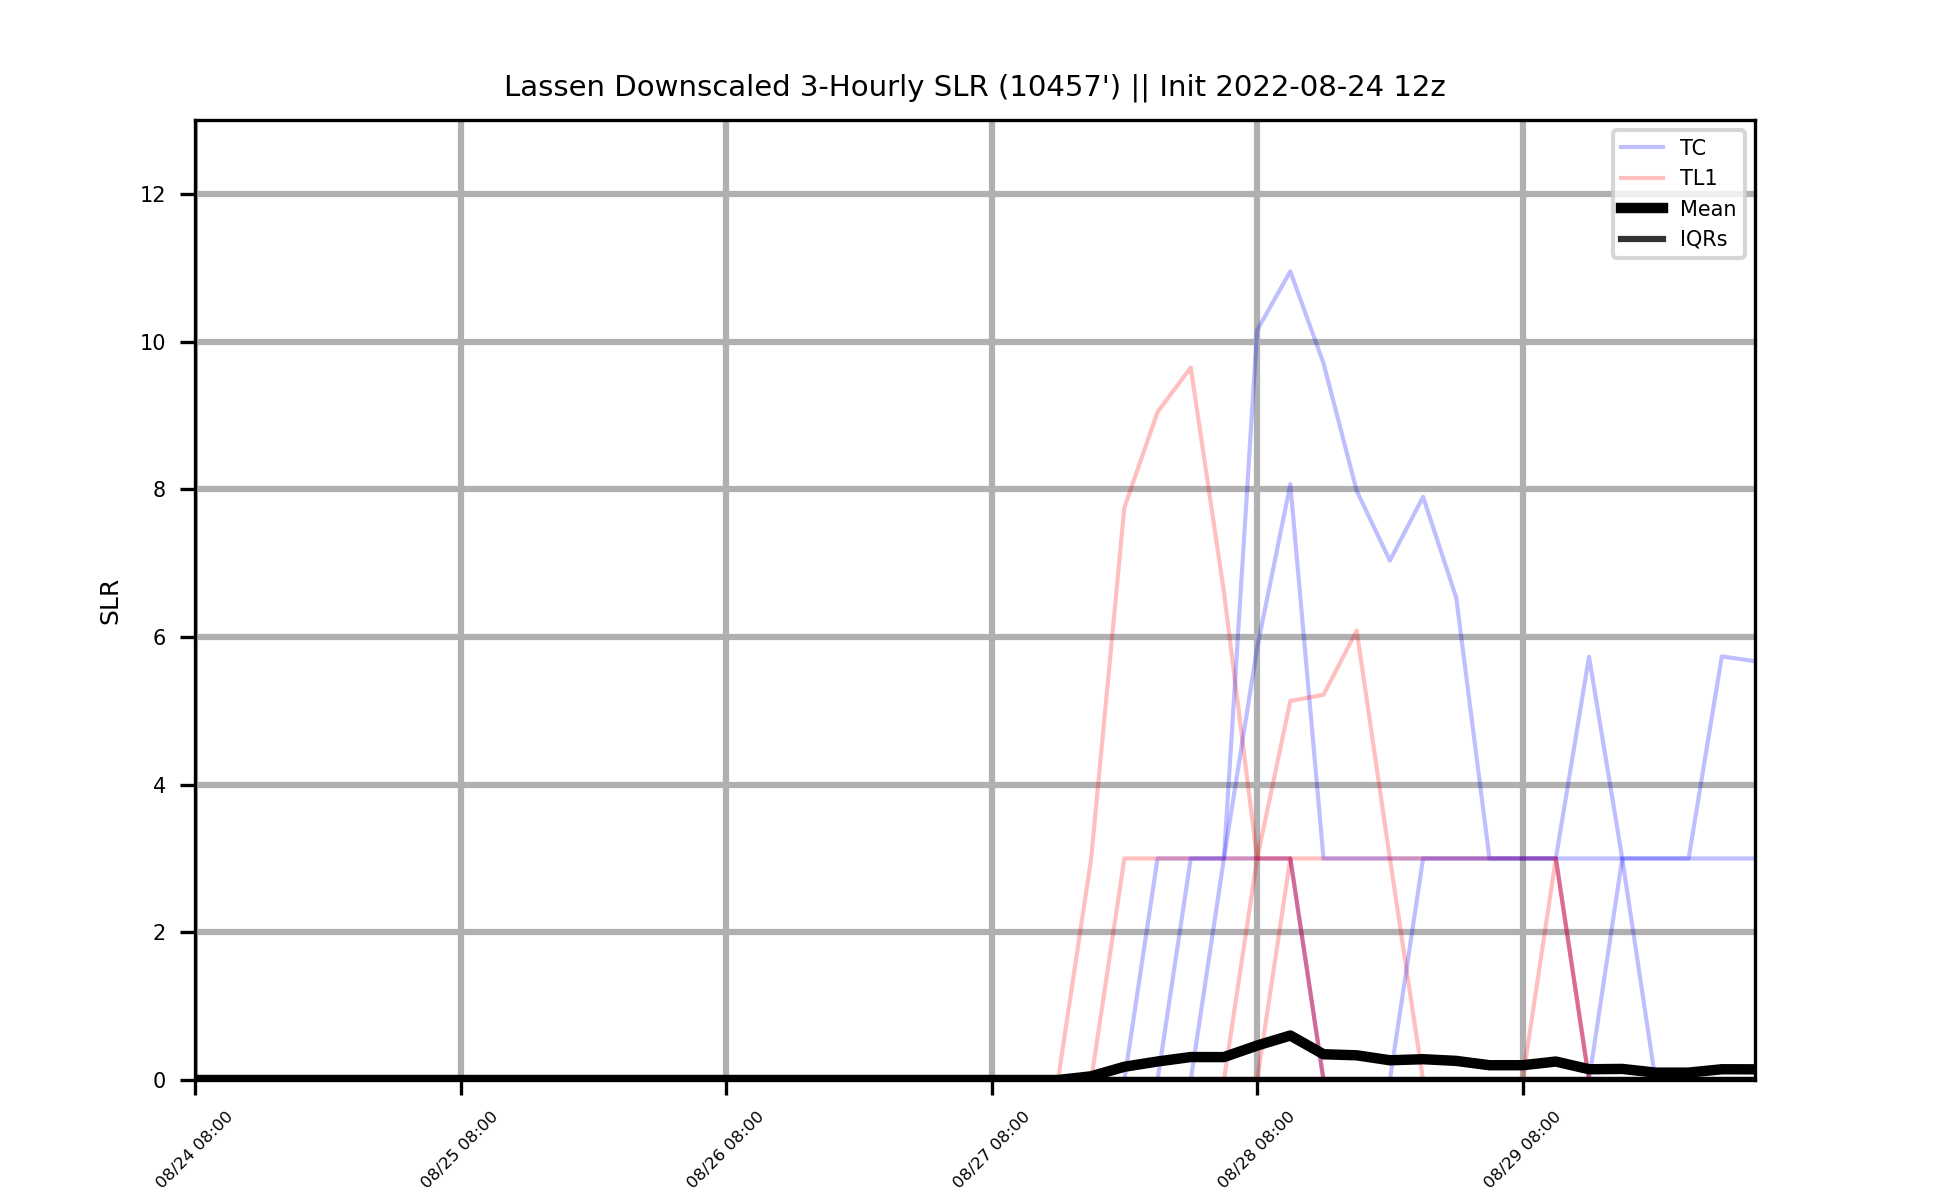 Lassen Downscaled 3-Hourly SLR (10457') || Init 2022-08-24 12z
TC
TL1
Mean
IQRs
12
10
8
6
4
2
0
SLR
08/24 08:00
08/25 08:00
08/26 08:00
08/27 08:00
08/28 08:00
08/29 08:00